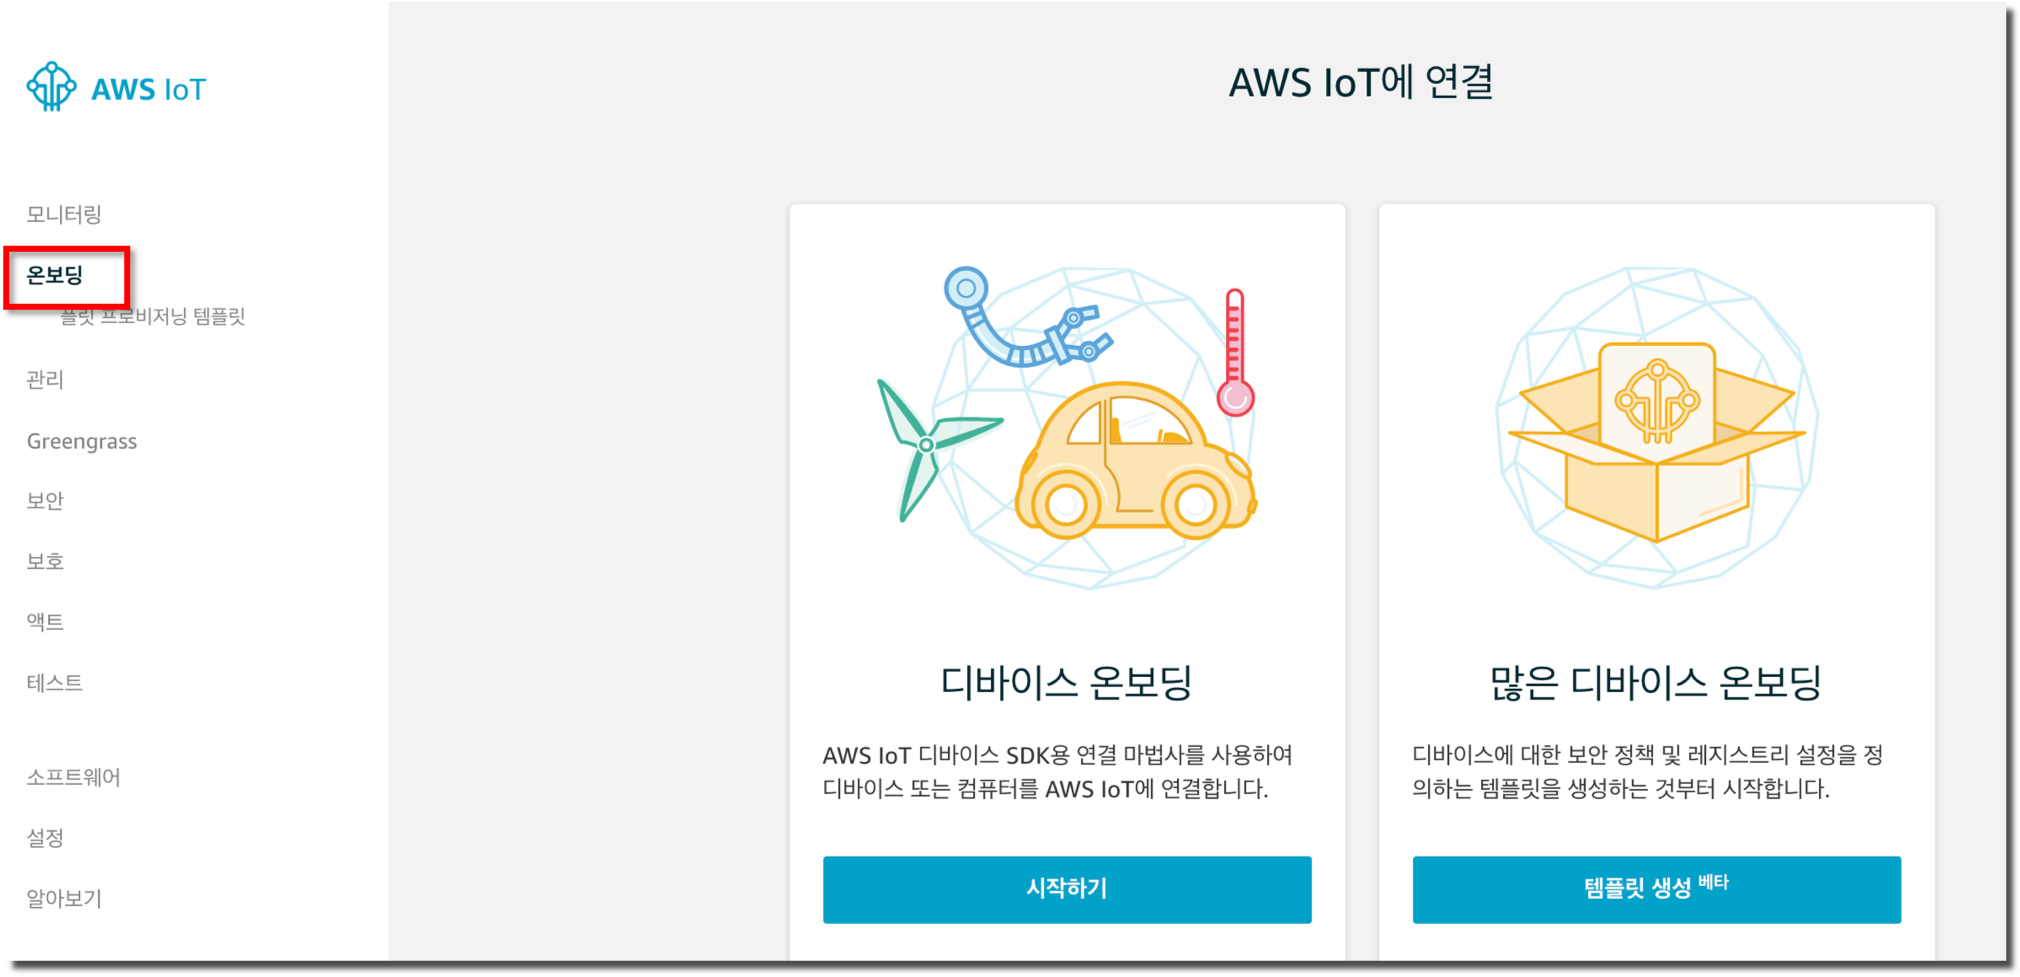 AWS IoT
모니터링
온보딩
플릿 프로비저닝 템플릿
관리
Greengrass
보안
보호
액트
테스트
소프트웨어
설정
알아보기
AWS IoT에 연결
디바이스 온보딩
AWS IoT 디바이스 SDK용 연결 마법사를 사용하여
디바이스 또는 컴퓨터를 AWS IoT에 연결합니다.
시작하기
많은 디바이스 온보딩
디바이스에 대한 보안 정책 및 레지스트리 설정을 정
의하는 템플릿을 생성하는 것부터 시작합니다.
템플릿 생성 베타